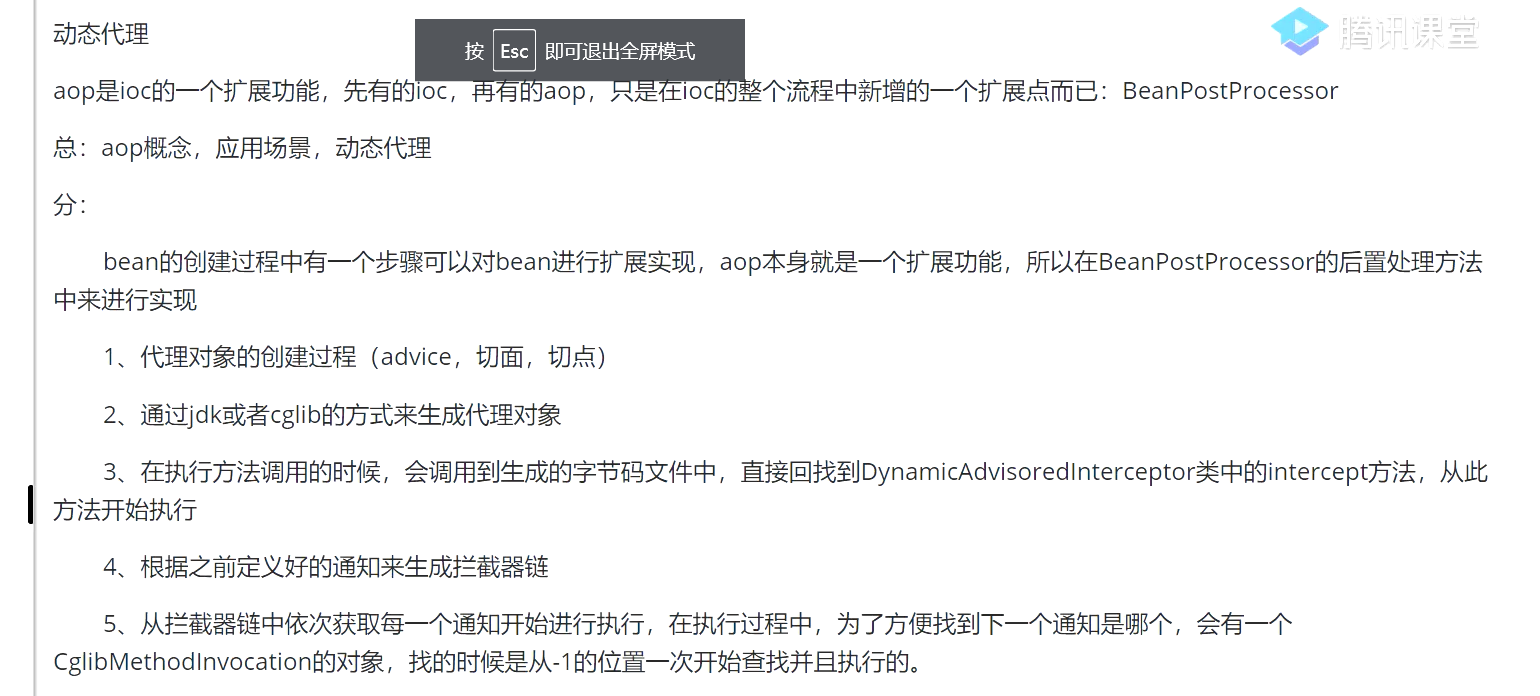 动态代理
按 Esc 即可退出全屏模式
腾讯课堂
aop是ioc的一个扩展功能，先有的ioc，再有的aop，只是在ioc的整个流程中新增的一个扩展点而已：BeanPostProcessor
总：aop概念，应用场景，动态代理
分：
bean的创建过程中有一个步骤可以对bean进行扩展实现，aop本身就是一个扩展功能，所以在BeanPostProcessor的后置处理方法
中来进行实现
1、代理对象的创建过程（advice，切面，切点）
2、通过jdk或者cglib的方式来生成代理对象
3、在执行方法调用的时候，会调用到生成的字节码文件中，直接回找到DynamicAdvisoredInterceptor类中的intercept方法，从此
方法开始执行
4、根据之前定义好的通知来生成拦截器链
5、从拦截器链中依次获取每一个通知开始进行执行，在执行过程中，为了方便找到下一个通知是哪个，会有一个
CglibMethodInvocation的对象，找的时候是从-1的位置一次开始查找并且执行的。